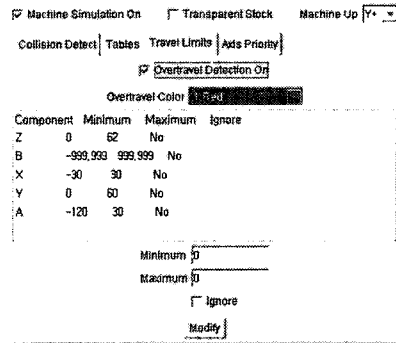 Machine Simulation On Transparent Stock Machine Up Y+
Collision Detect Tables Travel Limits Axis Priority
Overtravel Detection On
Overtravel Color 1:Red
Component Minimum Maximum Ignore
Z 0 62 No
B -999,993 999,999 No
X -30 30 No
Y 0 60 No
A -120 30 No
Minimum 0
Maximum 0
Ignore
Modify